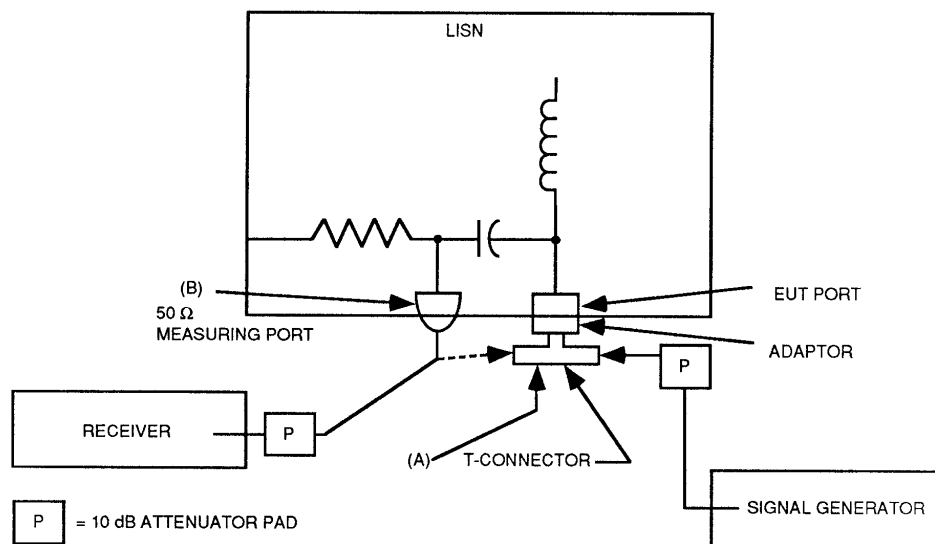 LISN
(B)
50 Ω
MEASURING PORT
EUT PORT
ADAPTOR
P
RECEIVER
P
(A)
T-CONNECTOR
P
= 10 dB ATTENUATOR PAD
SIGNAL GENERATOR